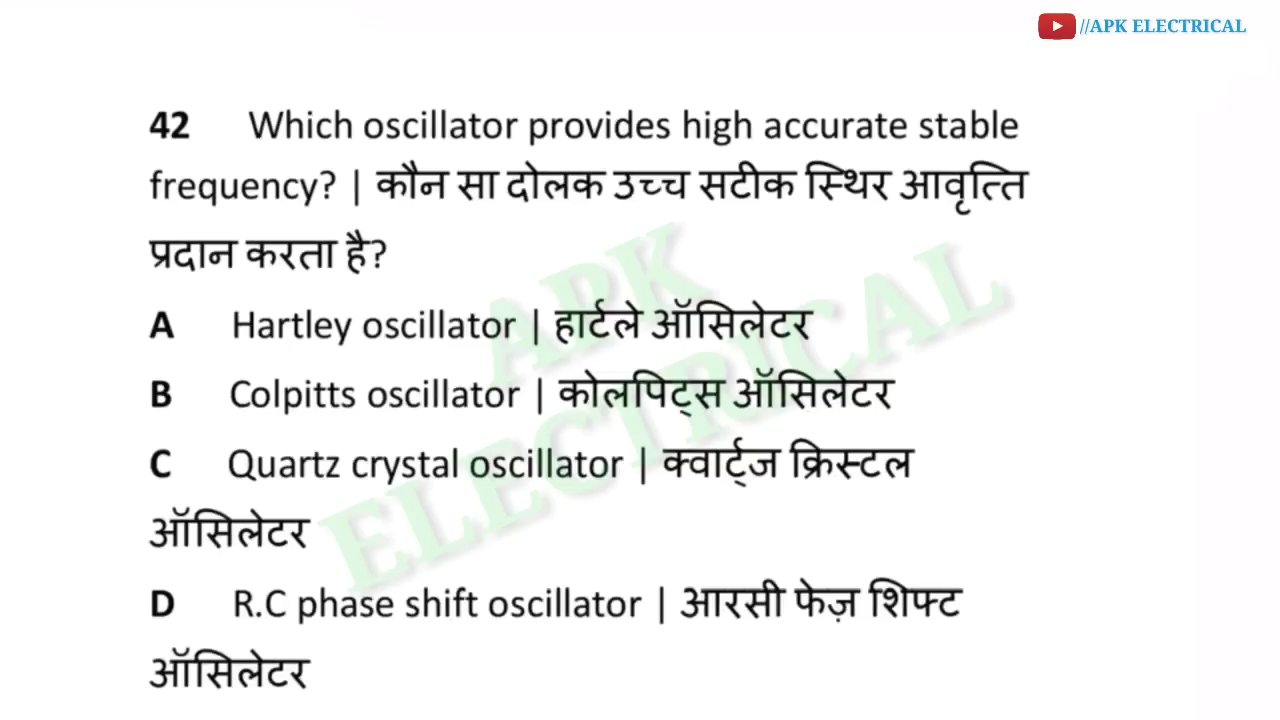 //APK ELECTRICAL
42 Which oscillator provides high accurate stable
frequency? | कौन सा दोलक उच्च सटीक स्थिर आवृत्ति
प्रदान करता है?
A Hartley oscillator | हार्टले ऑसिलेटर
B Colpitts oscillator | कोलपिट्स ऑसिलेटर
C Quartz crystal oscillator | क्वार्ट्ज क्रिस्टल
ऑसिलेटर
D R.C phase shift oscillator | आरसी फेज़ शिफ्ट
ऑसिलेटर
APK
ELECTRICAL